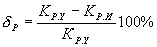 δ_P = (K_{P.Y} − K_{P.И}) / K_{P.Y} 100%